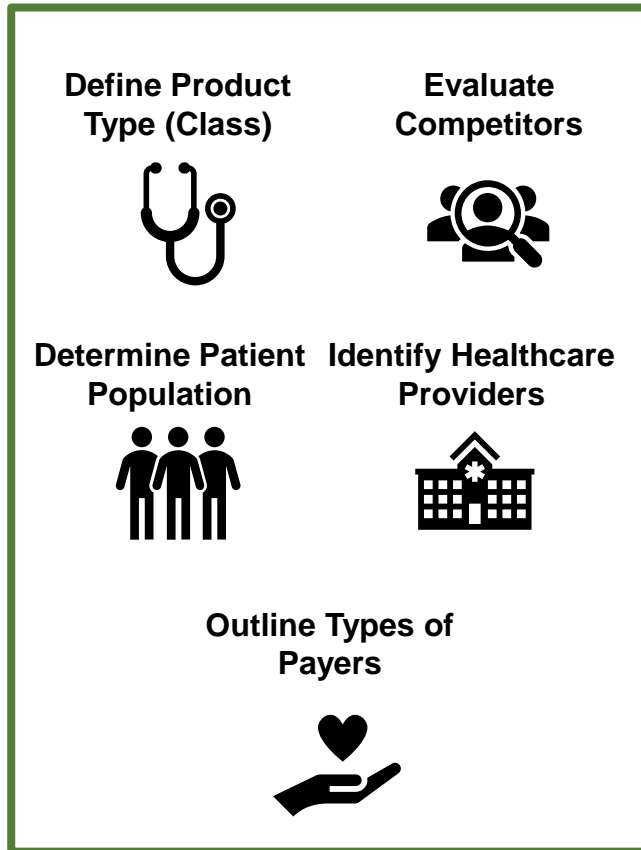 Define Product
Type (Class)
Evaluate
Competitors
Determine Patient
Population
Identify Healthcare
Providers
Outline Types of
Payers